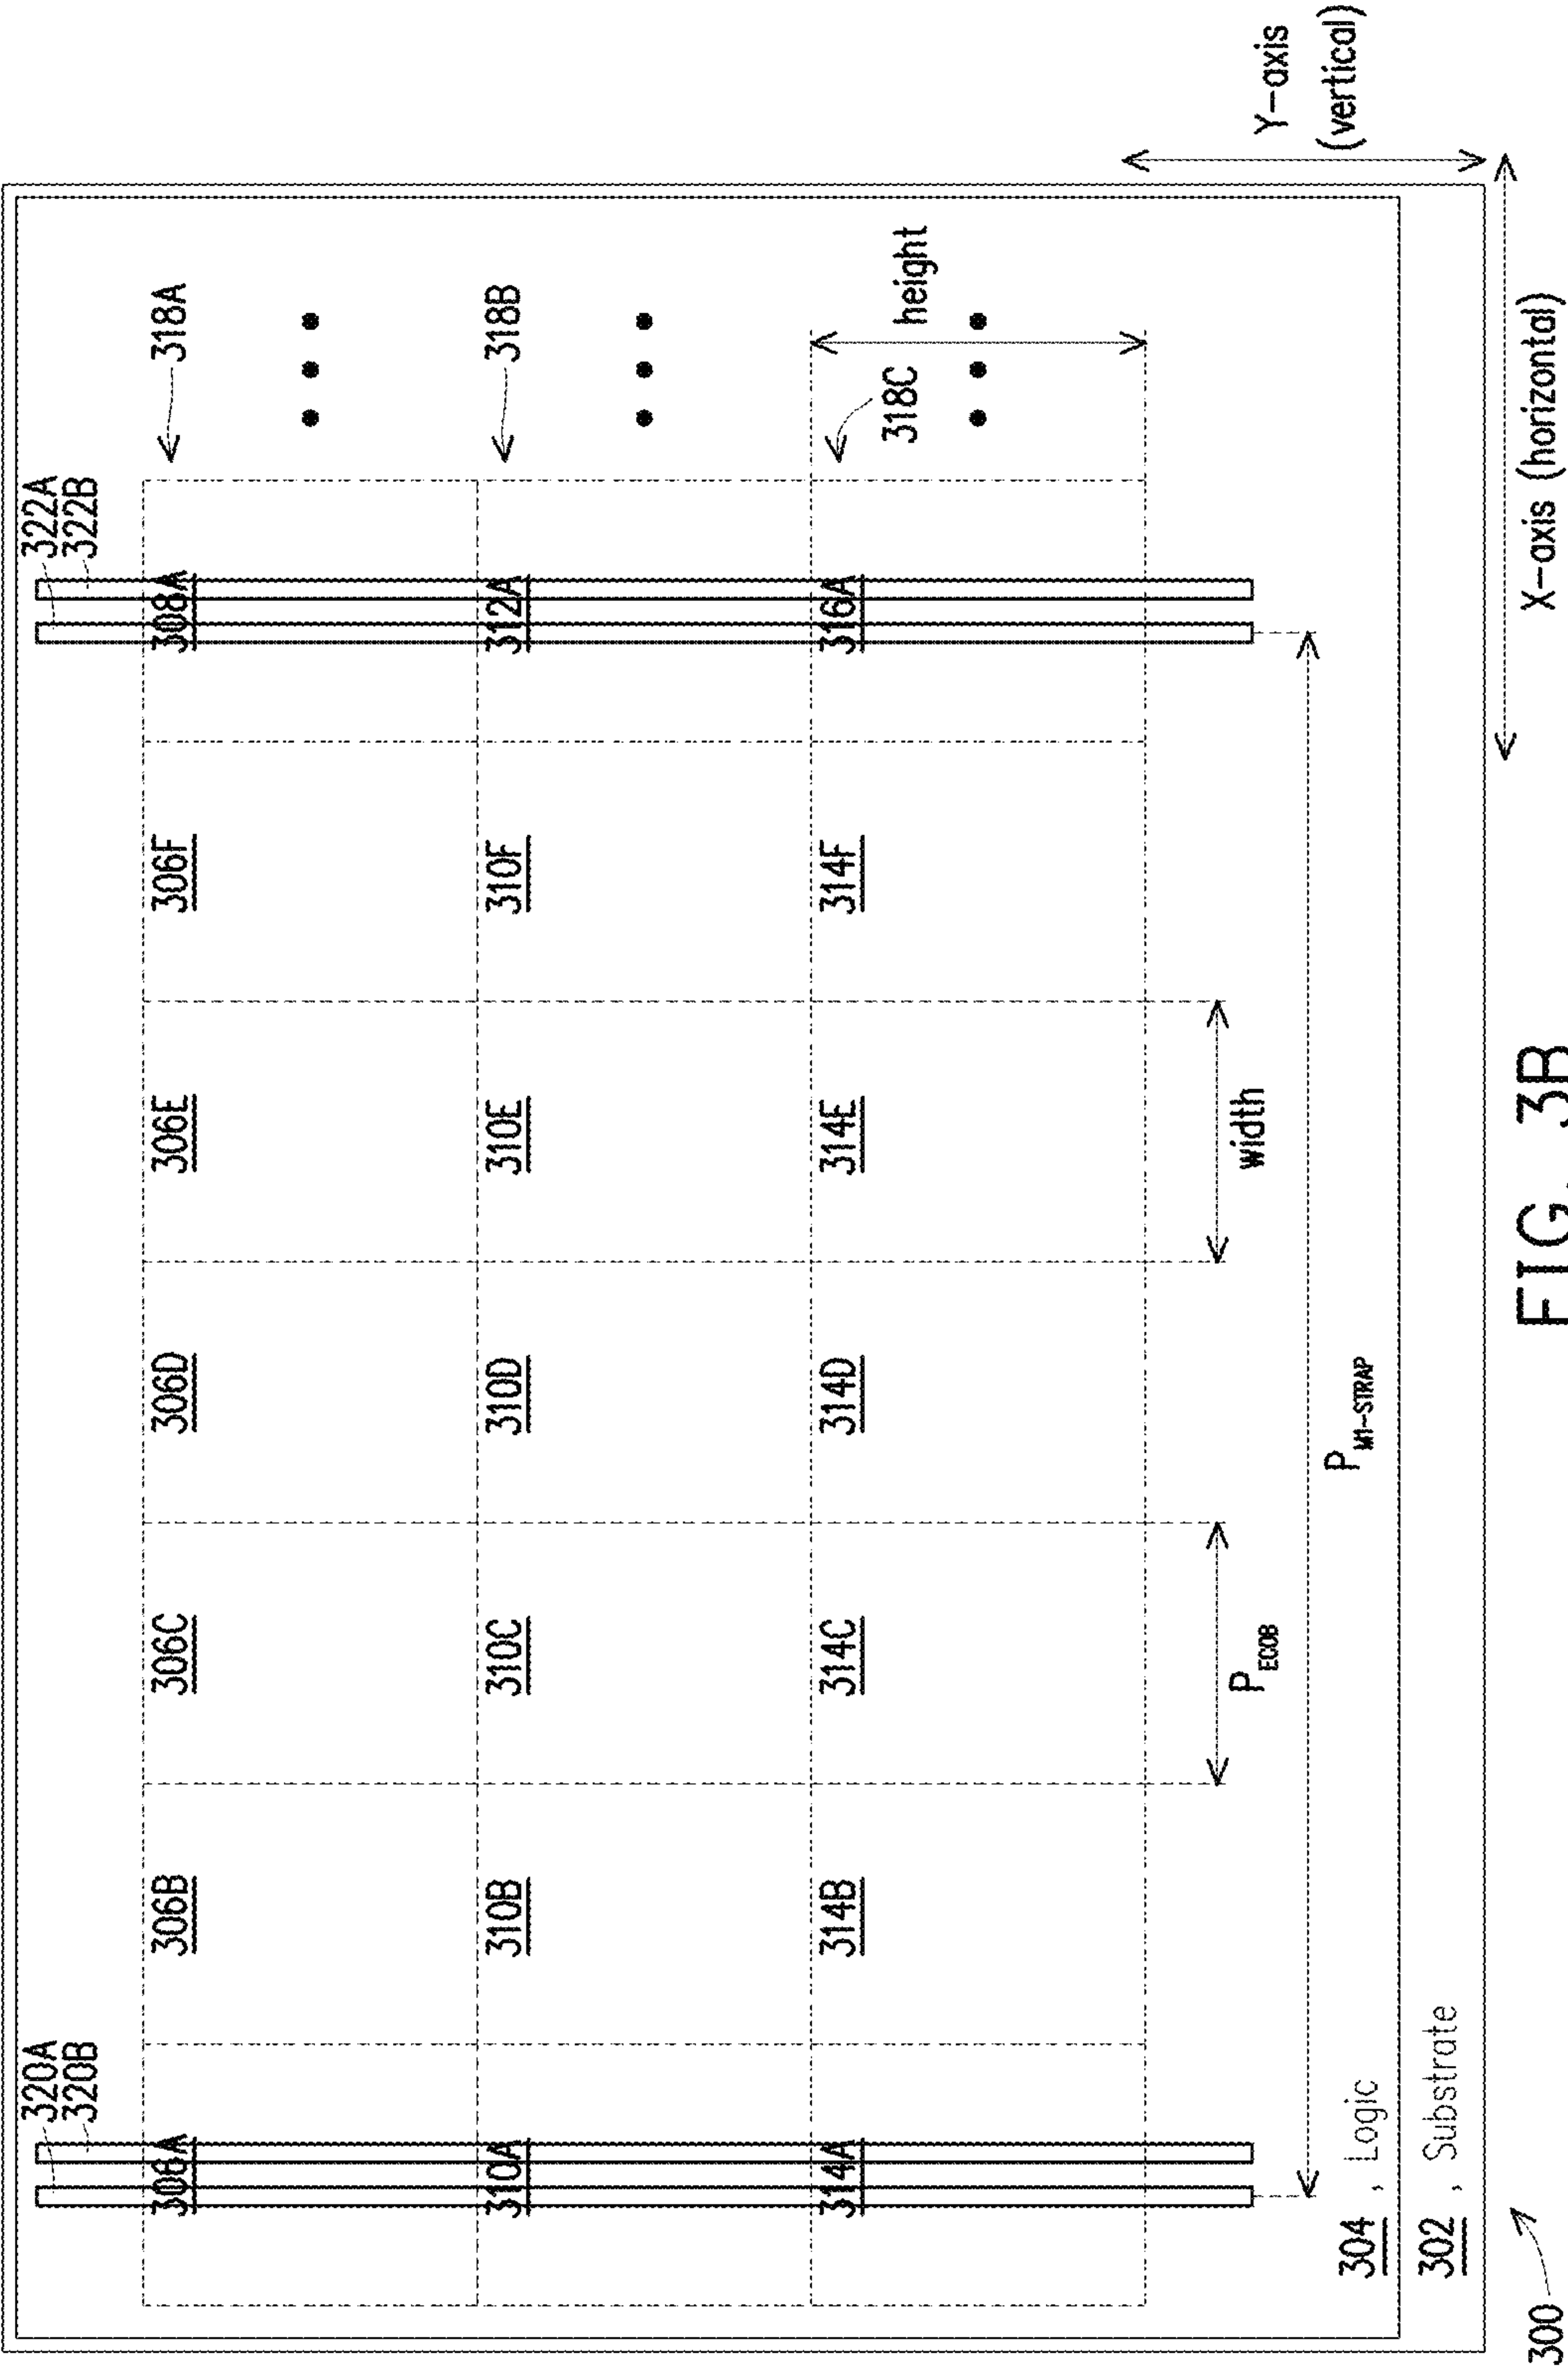 320A
320B
322A
322B
306A
306B
306C
306D
306E
306F
308A
318A
310A
310B
310C
310D
310E
310F
312A
318B
314A
314B
314C
314D
314E
314F
316A
318C
height
P ECOB
width
P M1-STRAP
304 , Logic
302 , Substrate
Y-axis
(vertical)
X-axis (horizontal)
300
FIG. 3B